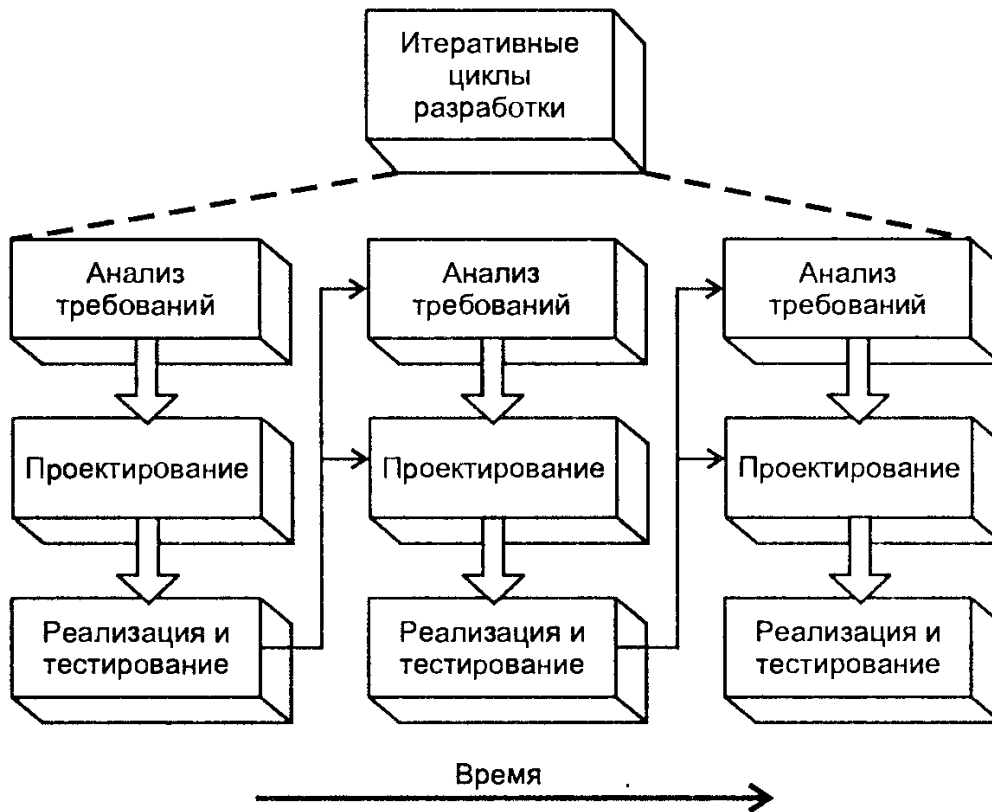 Итеративные
циклы
разработки
Анализ
требований
Анализ
требований
Анализ
требований
Проектирование
Проектирование
Проектирование
Реализация и
тестирование
Реализация и
тестирование
Реализация и
тестирование
Время